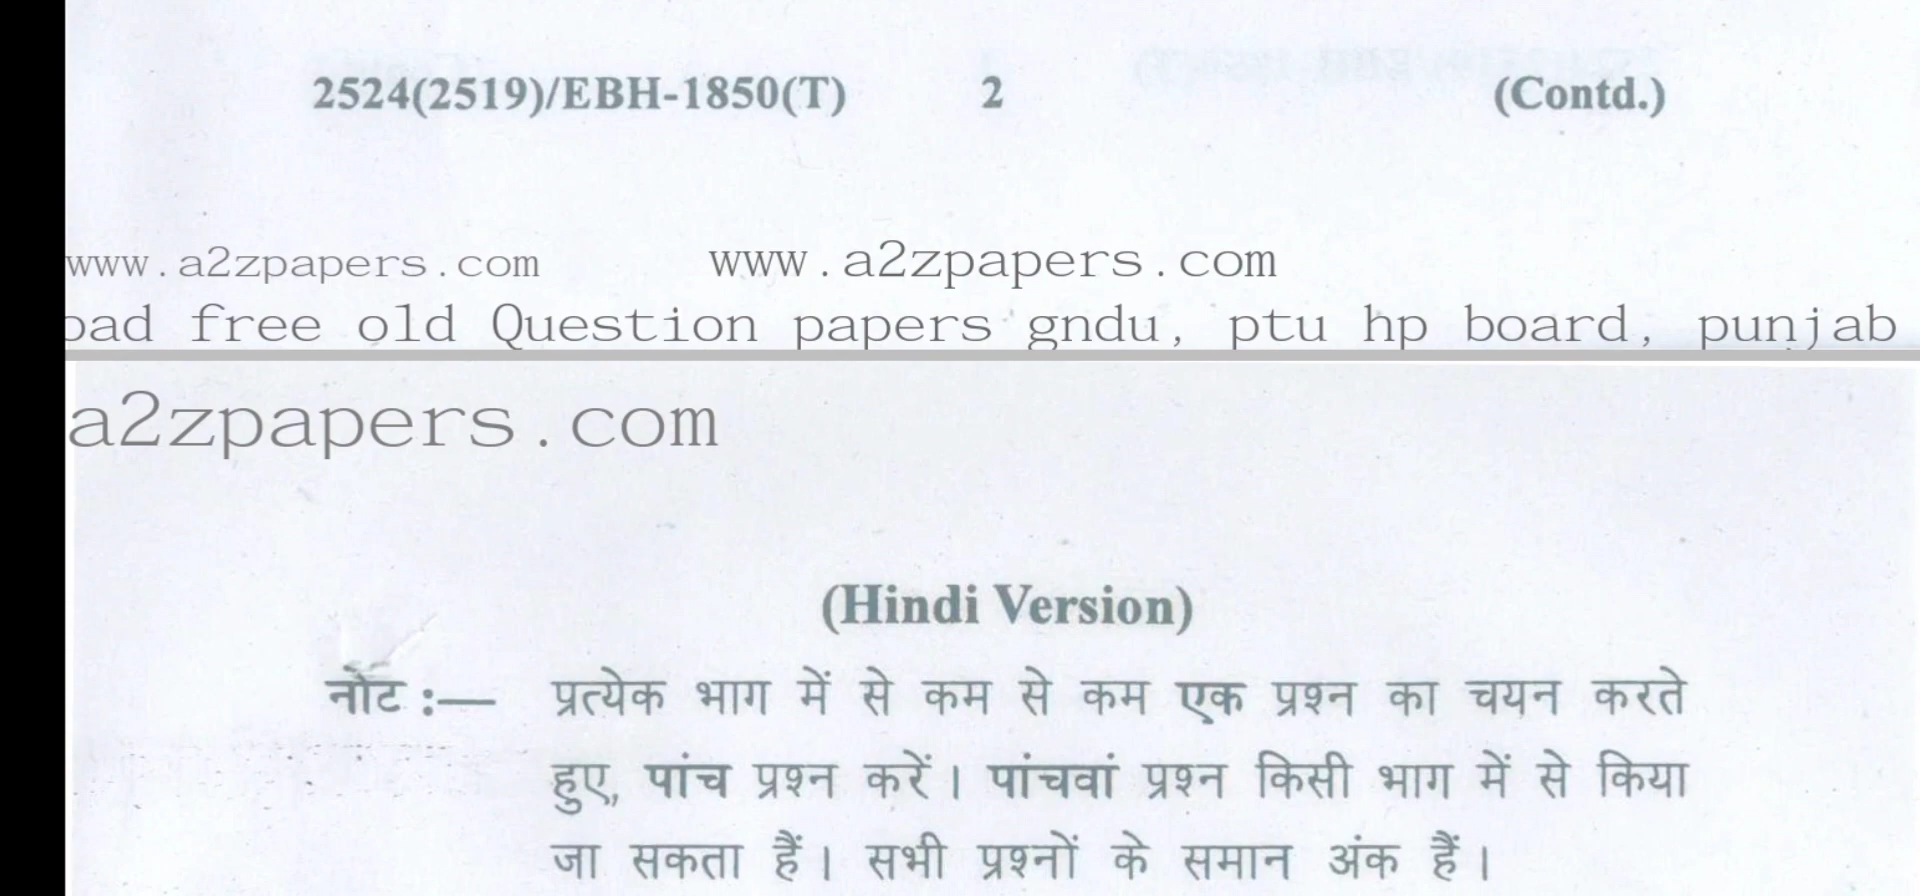 2524(2519)/EBH-1850(T) 2 (Contd.)
www.a2zpapers.com www.a2zpapers.com
oad free old Question papers gndu, ptu hp board, punjab
a2zpapers.com
(Hindi Version)
नोट :— प्रत्येक भाग में से कम से कम एक प्रश्न का चयन करते
हुए, पांच प्रश्न करें। पांचवां प्रश्न किसी भाग में से किया
जा सकता हैं। सभी प्रश्नों के समान अंक हैं।